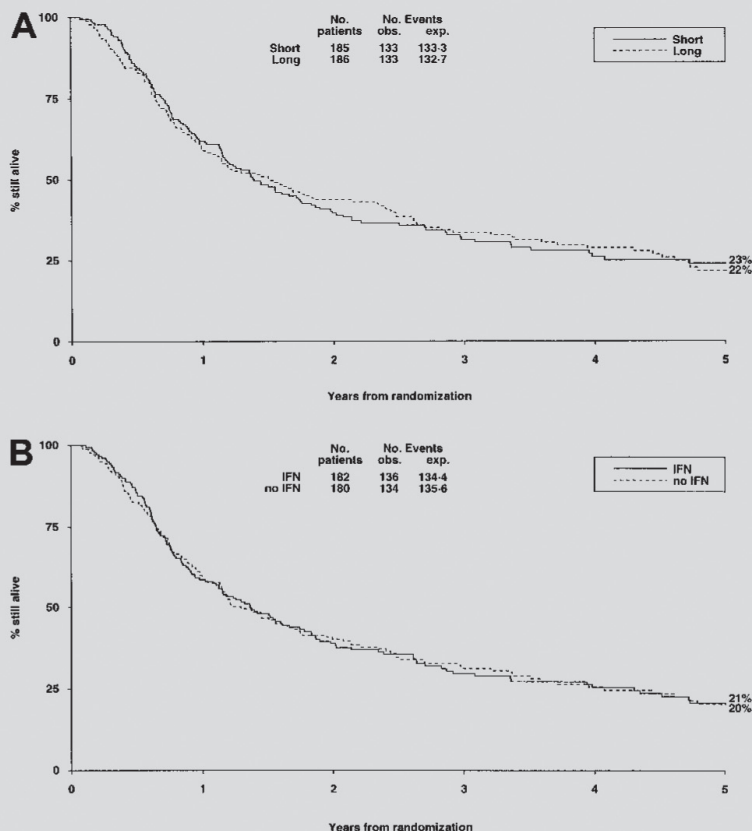 A
No. No. Events
patients obs. exp.
Short 185 133 133·3
Long 186 133 132·7
Short
Long
100
75
50
25
0
% still alive
23%
22%
0 1 2 3 4 5
Years from randomization
B
No. No. Events
patients obs. exp.
IFN 182 136 134·4
no IFN 180 134 135·6
IFN
no IFN
100
75
50
25
0
% still alive
21%
20%
0 1 2 3 4 5
Years from randomization